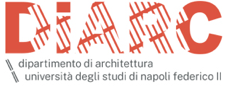 DiARC
dipartimento di architettura
università degli studi di napoli federico II